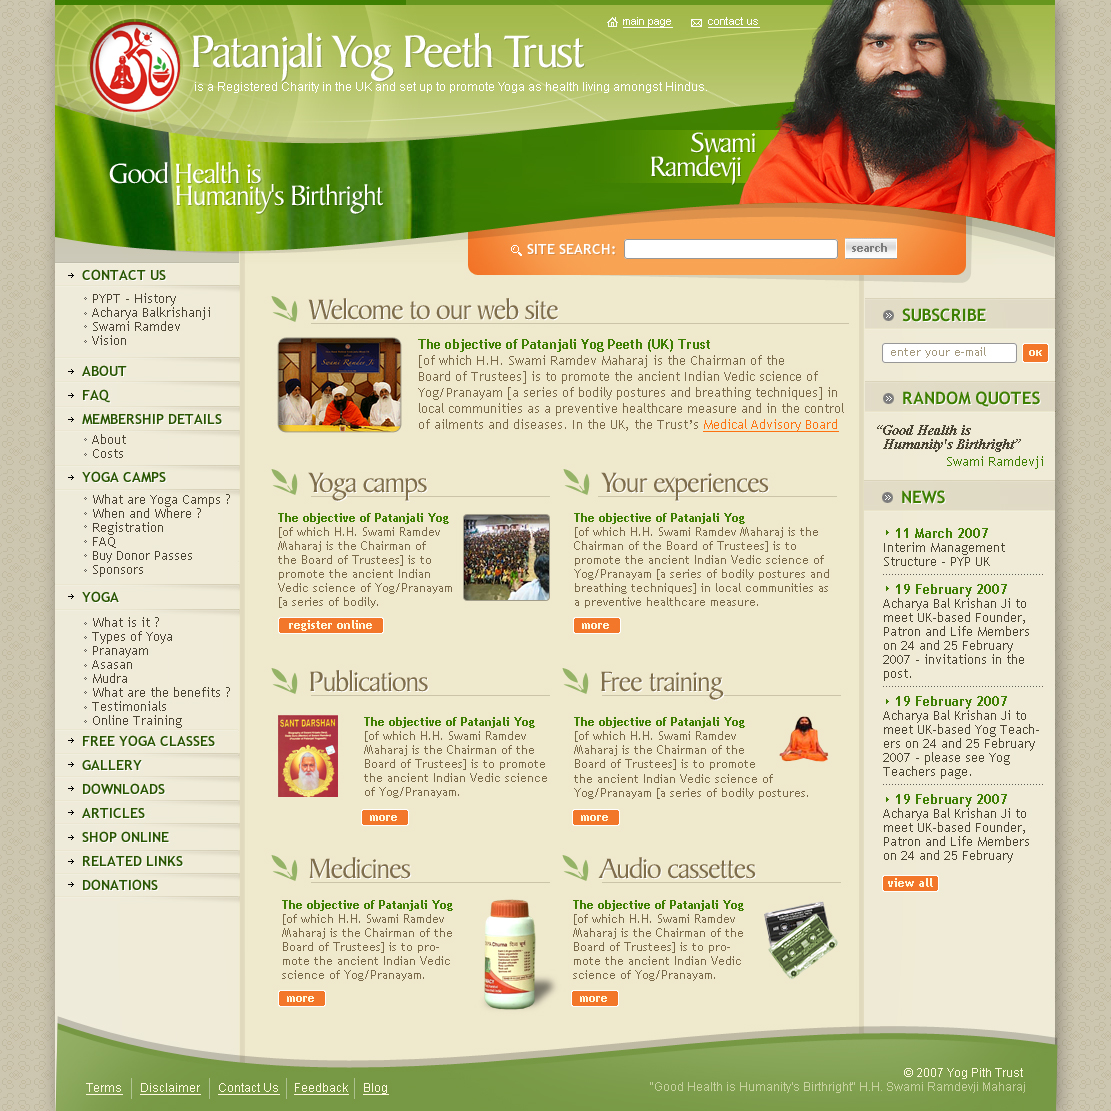 main page
contact us
Patanjali Yog Peeth Trust
is a Registered Charity in the UK and set up to promote Yoga as health living amongst Hindus.
Good Health is
Humanity's Birthright
Swami
Ramdevji
SITE SEARCH:
search
CONTACT US
PYPT - History
Acharya Balkrishanji
Swami Ramdev
Vision
ABOUT
FAQ
MEMBERSHIP DETAILS
About
Costs
YOGA CAMPS
What are Yoga Camps ?
When and Where ?
Registration
FAQ
Buy Donor Passes
Sponsors
YOGA
What is it ?
Types of Yoya
Pranayam
Asasan
Mudra
What are the benefits ?
Testimonials
Online Training
FREE YOGA CLASSES
GALLERY
DOWNLOADS
ARTICLES
SHOP ONLINE
RELATED LINKS
DONATIONS
Welcome to our web site
Swami Ramdev Ji
The objective of Patanjali Yog Peeth (UK) Trust
[of which H.H. Swami Ramdev Maharaj is the Chairman of the
Board of Trustees] is to promote the ancient Indian Vedic science of
Yog/Pranayam [a series of bodily postures and breathing techniques] in
local communities as a preventive healthcare measure and in the control
of ailments and diseases. In the UK, the Trust's Medical Advisory Board
Yoga camps
The objective of Patanjali Yog
[of which H.H. Swami Ramdev
Maharaj is the Chairman of
the Board of Trustees] is to
promote the ancient Indian
Vedic science of Yog/Pranayam
[a series of bodily.
register online
Your experiences
The objective of Patanjali Yog
[of which H.H. Swami Ramdev Maharaj is the
Chairman of the Board of Trustees] is to
promote the ancient Indian Vedic science of
Yog/Pranayam [a series of bodily postures and
breathing techniques] in local communities as
a preventive healthcare measure.
more
Publications
SANT DARSHAN
The objective of Patanjali Yog
[of which H.H. Swami Ramdev
Maharaj is the Chairman of the
Board of Trustees] is to promote
the ancient Indian Vedic science
of Yog/Pranayam.
more
Free training
The objective of Patanjali Yog
[of which H.H. Swami Ramdev
Maharaj is the Chairman of the
Board of Trustees] is to promote
the ancient Indian Vedic science of
Yog/Pranayam [a series of bodily postures.
more
Medicines
The objective of Patanjali Yog
[of which H.H. Swami Ramdev
Maharaj is the Chairman of the
Board of Trustees] is to pro-
mote the ancient Indian Vedic
science of Yog/Pranayam.
more
Churna
Audio cassettes
The objective of Patanjali Yog
[of which H.H. Swami Ramdev
Maharaj is the Chairman of the
Board of Trustees] is to pro-
mote the ancient Indian Vedic
science of Yog/Pranayam.
more
SUBSCRIBE
enter your e-mail
OK
RANDOM QUOTES
“Good Health is
Humanity's Birthright”
Swami Ramdevji
NEWS
11 March 2007
Interim Management
Structure - PYP UK
19 February 2007
Acharya Bal Krishan Ji to
meet UK-based Founder,
Patron and Life Members
on 24 and 25 February
2007 - invitations in the
post.
19 February 2007
Acharya Bal Krishan Ji to
meet UK-based Yog Teach-
ers on 24 and 25 February
2007 - please see Yog
Teachers page.
19 February 2007
Acharya Bal Krishan Ji to
meet UK-based Founder,
Patron and Life Members
on 24 and 25 February
view all
Terms
Disclaimer
Contact Us
Feedback
Blog
© 2007 Yog Pith Trust
"Good Health is Humanity's Birthright" H.H. Swami Ramdevji Maharaj